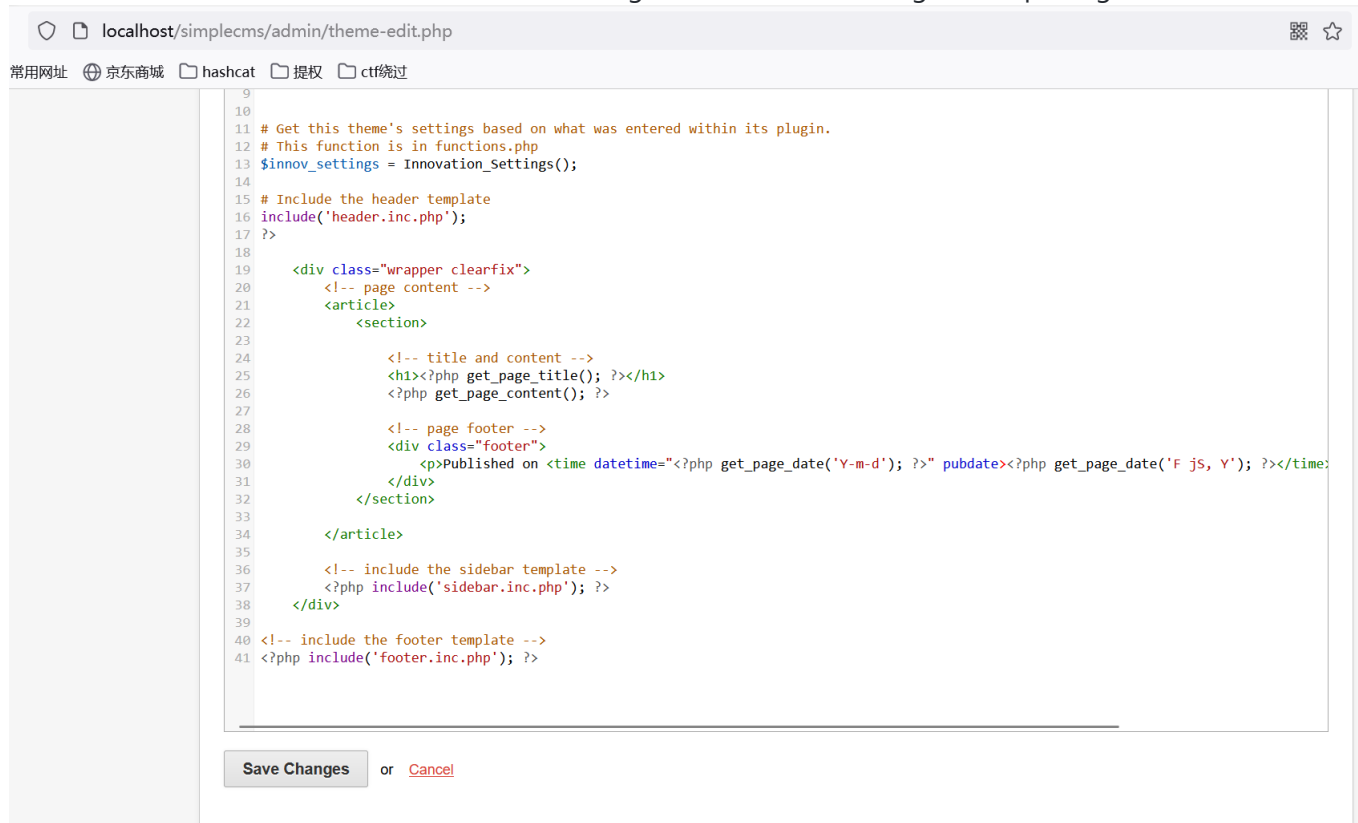 localhost/simplecms/admin/theme-edit.php
常用网址 京东商城 hashcat 提权 ctf绕过
9
10
11 # Get this theme's settings based on what was entered within its plugin.
12 # This function is in functions.php
13 $innov_settings = Innovation_Settings();
14
15 # Include the header template
16 include('header.inc.php');
17 ?>
18
19 <div class="wrapper clearfix">
20 <!-- page content -->
21 <article>
22 <section>
23
24 <!-- title and content -->
25 <h1><?php get_page_title(); ?></h1>
26 <?php get_page_content(); ?>
27
28 <!-- page footer -->
29 <div class="footer">
30 <p>Published on <time datetime="<?php get_page_date('Y-m-d'); ?>" pubdate><?php get_page_date('F jS, Y'); ?></time>
31 </div>
32 </section>
33
34 </article>
35
36 <!-- include the sidebar template -->
37 <?php include('sidebar.inc.php'); ?>
38 </div>
39
40 <!-- include the footer template -->
41 <?php include('footer.inc.php'); ?>
Save Changes or Cancel